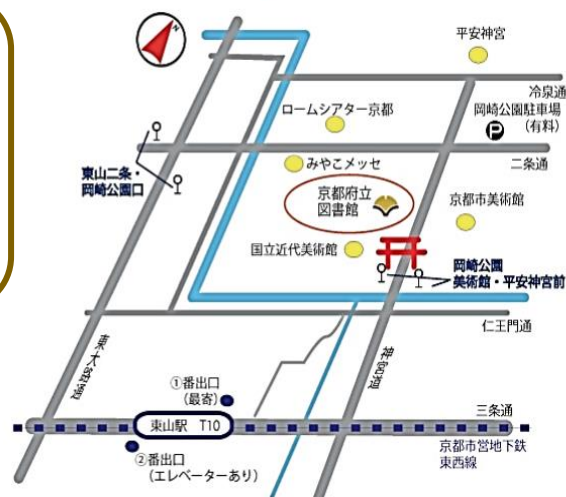 平安神宮
冷泉通
岡崎公園駐車場
(有料)
P
ロームシアター京都
二条通
みやこメッセ
東山二条・
岡崎公園口
京都府立
図書館
京都市美術館
国立近代美術館
岡崎公園
美術館・平安神宮前
仁王門通
東大路通
神宮道
①番出口
(最寄)
東山駅 T10
三条通
②番出口
(エレベーターあり)
京都市営地下鉄
東西線